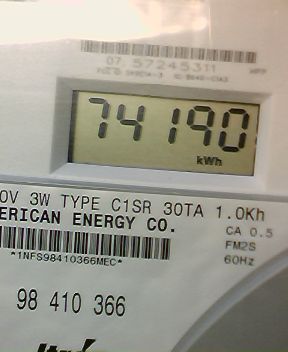 07 57245311
74190
kWh
0V 3W TYPE C1SR 30TA 1.0Kh
ERICAN ENERGY CO.
CA 0.5
FM2S
*1NFS98410366MEC*
60Hz
98 410 366